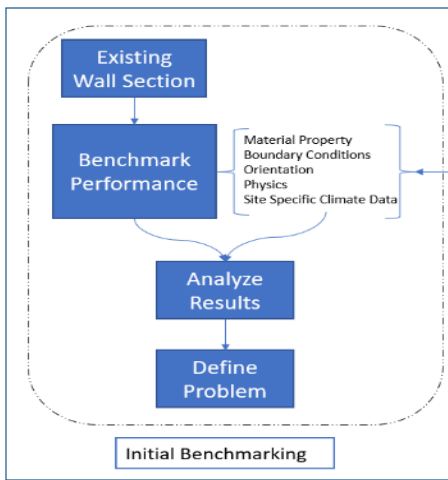 Existing
Wall Section
Benchmark
Performance
Material Property
Boundary Conditions
Orientation
Physics
Site Specific Climate Data
Analyze
Results
Define
Problem
Initial Benchmarking